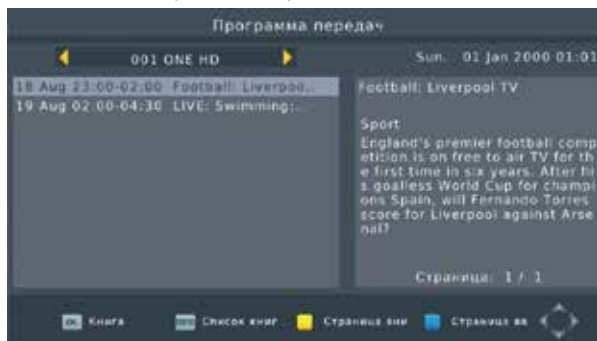 Программа передач
001 ONE HD
Sun. 01 Jan 2000 01:01
18 Aug 23:00-02:00 Football: Liverpoo..
19 Aug 02:00-04:30 LIVE: Swimming:..
Football: Liverpool TV
Sport
England's premier football comp
etition is on free to air TV for th
e first time in six years. After hi
s goalless World Cup for champi
ons Spain, will Fernando Torres
score for Liverpool against Arse
nal?
Страница: 1/ 1
Книга Список книг Страница вни Страница вв